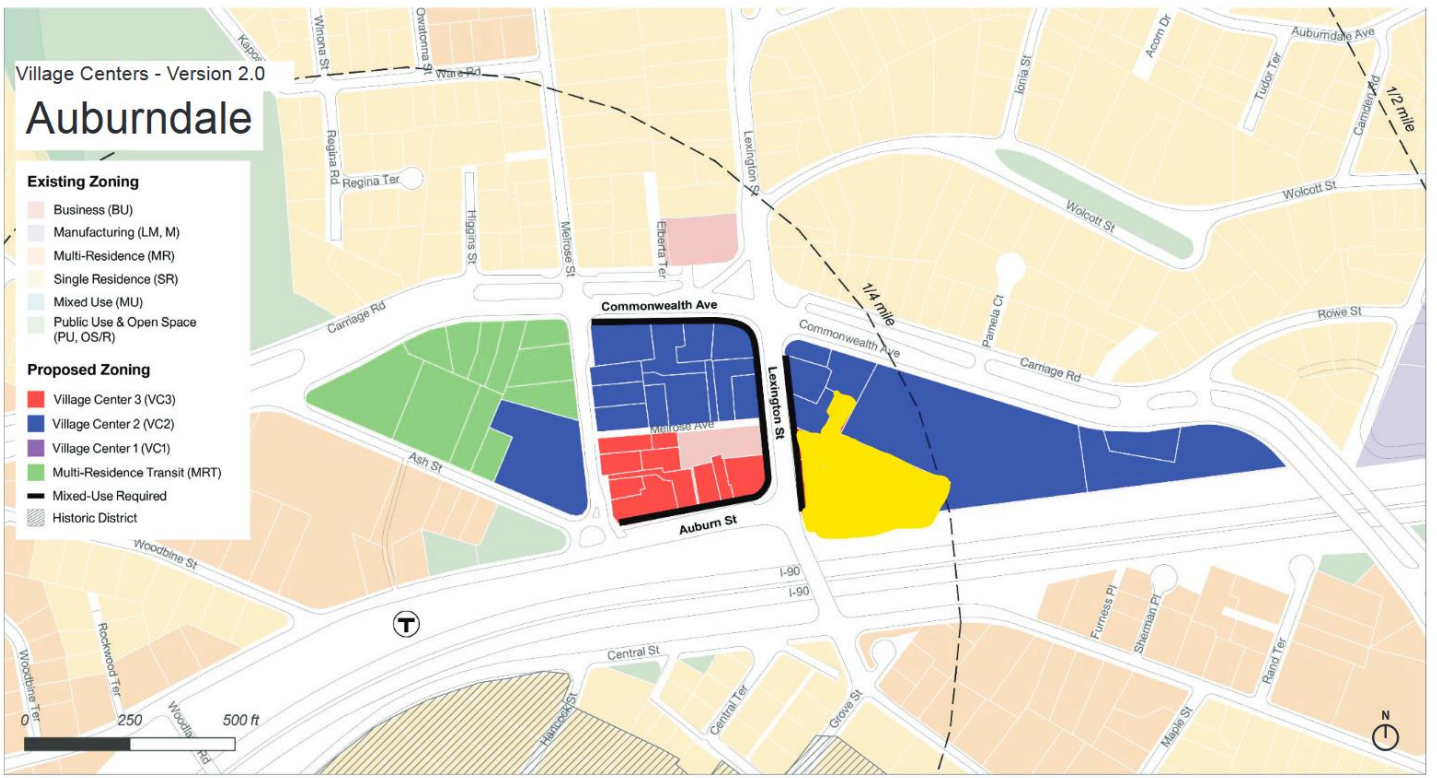 Village Centers - Version 2.0
Auburndale
Existing Zoning
Business (BU)
Manufacturing (LM, M)
Multi-Residence (MR)
Single Residence (SR)
Mixed Use (MU)
Public Use & Open Space
(PU, OS/R)
Proposed Zoning
Village Center 3 (VC3)
Village Center 2 (VC2)
Village Center 1 (VC1)
Multi-Residence Transit (MRT)
Mixed-Use Required
Historic District
0 250 500 ft
Winona St
Owatonna St
Ware Rd
Regina Rd
Regina Ter
Higgins St
Melrose St
Elberta Ter
Lexington St
Ionia St
Acorn Dr
Tudor Ter
Auburndale Ave
Camden Rd
1/2 mile
Wolcott St
Wolcott St
Rowe St
Pamela Ct
1/4 mile
Carriage Rd
Commonwealth Ave
Commonwealth Ave
Carriage Rd
Lexington St
Melrose Ave
Auburn St
Ash St
Woodbine St
I-90
I-90
T
Rockwood Ter
Woodbine Ter
Central St
Hancock St
Central Ter
Grove St
Furness Pl
Sherman Pl
Rand Ter
Maple St
N